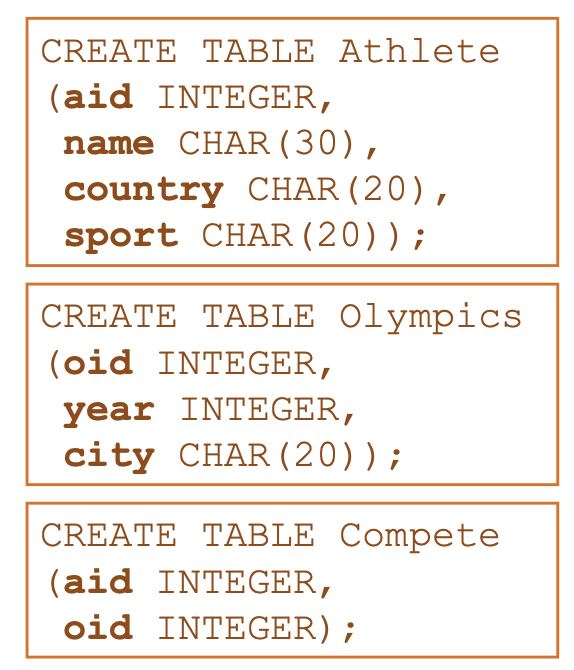 CREATE TABLE Athlete
(aid INTEGER,
name CHAR(30),
country CHAR(20),
sport CHAR(20));
CREATE TABLE Olympics
(oid INTEGER,
year INTEGER,
city CHAR(20));
CREATE TABLE Compete
(aid INTEGER,
oid INTEGER);